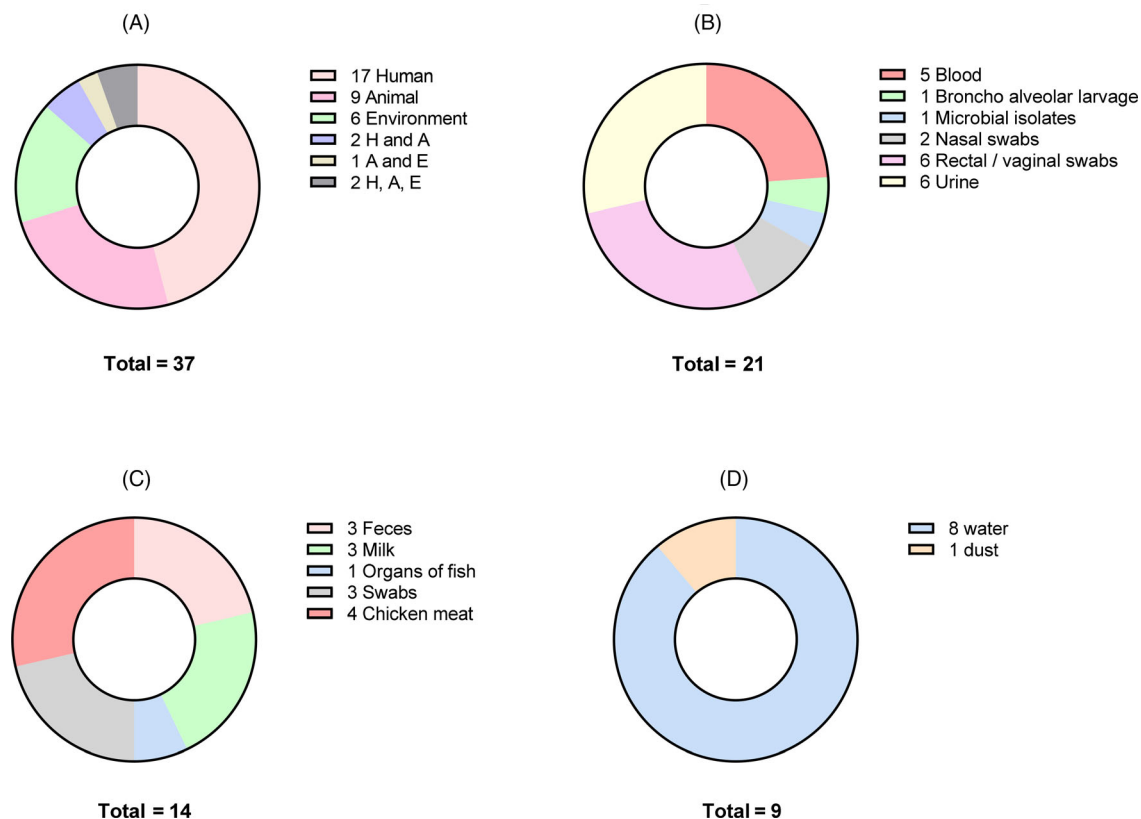 (A)
17 Human
9 Animal
6 Environment
2 H and A
1 A and E
2 H, A, E
Total = 37
(B)
5 Blood
1 Broncho alveolar larvage
1 Microbial isolates
2 Nasal swabs
6 Rectal / vaginal swabs
6 Urine
Total = 21
(C)
3 Feces
3 Milk
1 Organs of fish
3 Swabs
4 Chicken meat
Total = 14
(D)
8 water
1 dust
Total = 9